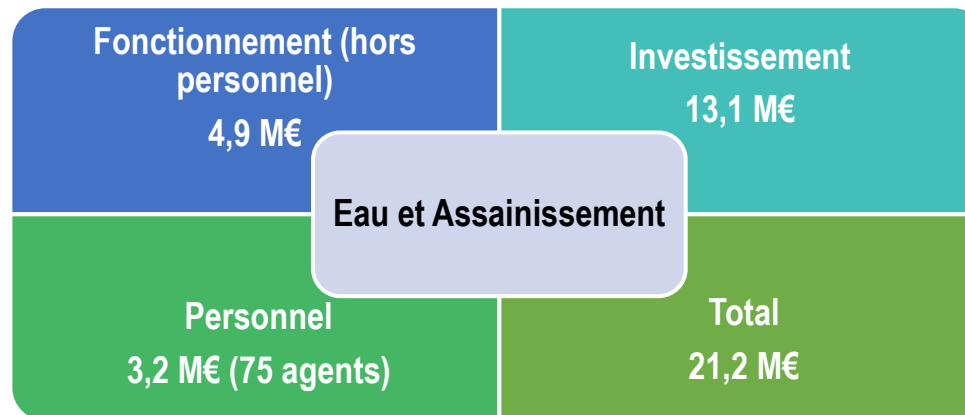 Fonctionnement (hors
personnel)
4,9 M€
Investissement
13,1 M€
Eau et Assainissement
Personnel
3,2 M€ (75 agents)
Total
21,2 M€